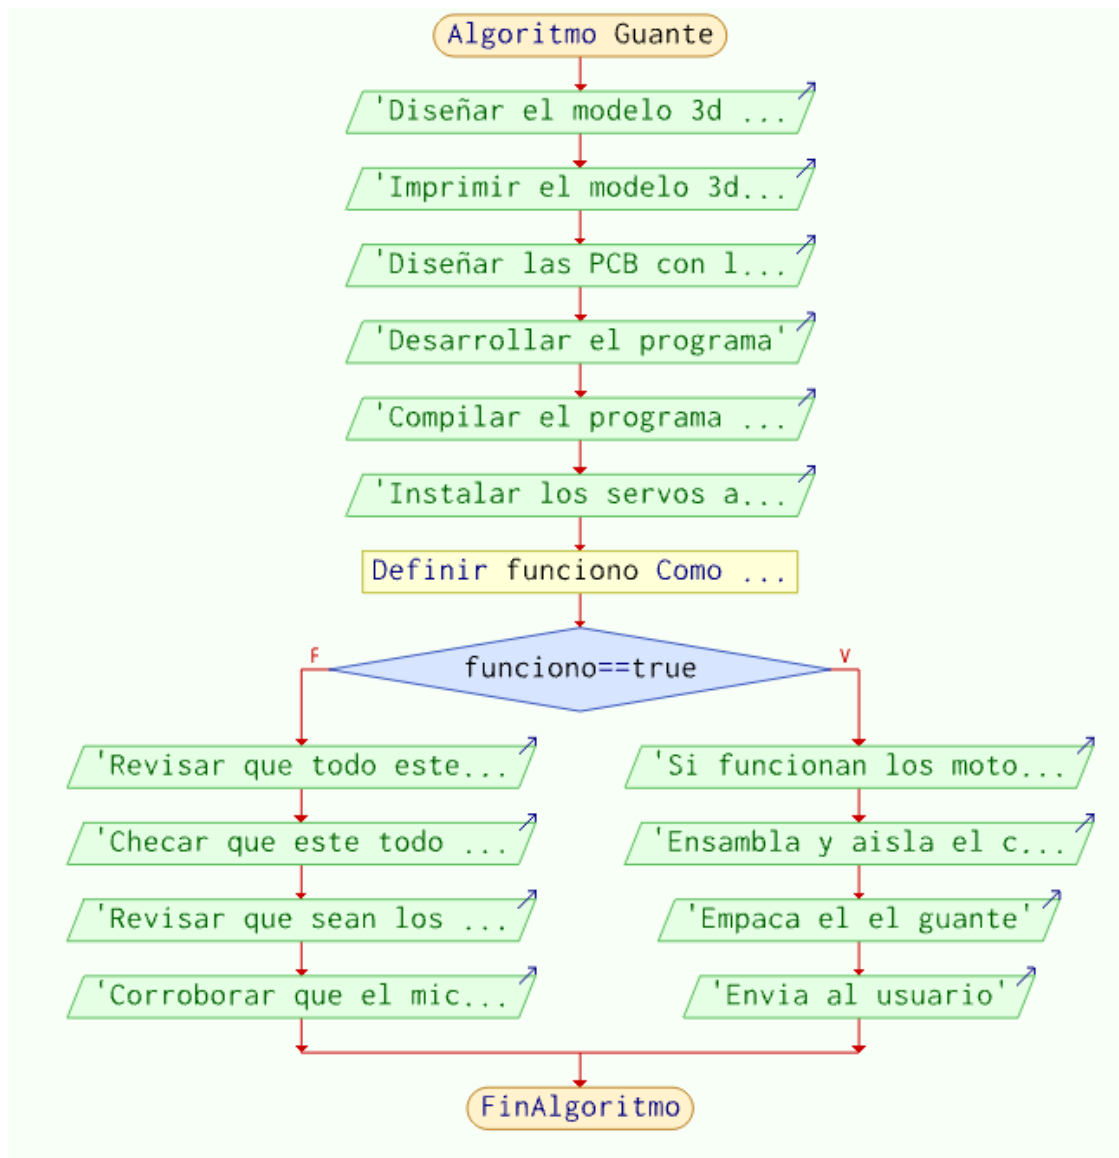 Algoritmo Guante
'Diseñar el modelo 3d ...
'Imprimir el modelo 3d...
'Diseñar las PCB con l...
'Desarrollar el programa'
'Compilar el programa ...
'Instalar los servos a...
Definir funciono Como ...
funciono==true
F
V
'Revisar que todo este...
'Checar que este todo ...
'Revisar que sean los ...
'Corroborar que el mic...
'Si funcionan los moto...
'Ensambla y aisla el c...
'Empaca el el guante'
'Envia al usuario'
FinAlgoritmo